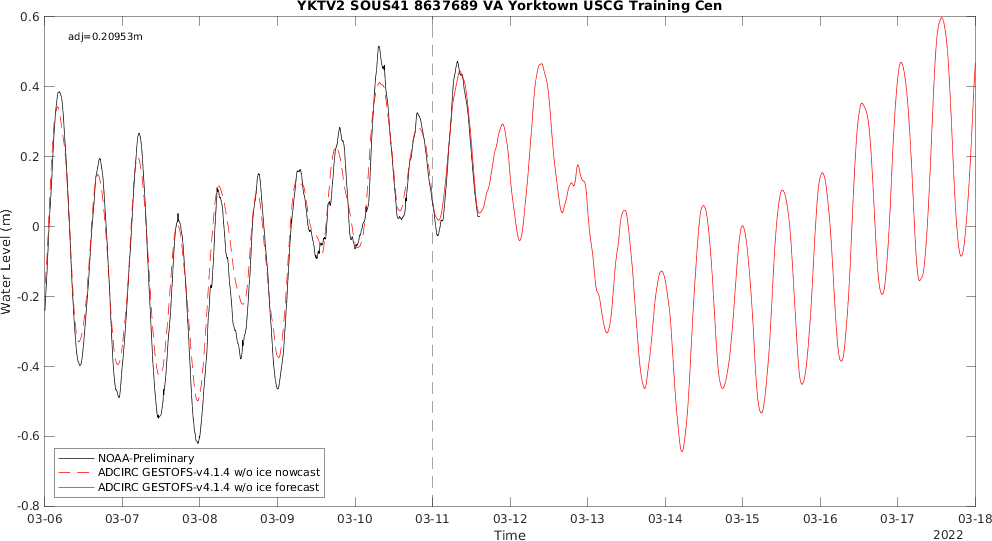 YKTV2 SOUS41 8637689 VA Yorktown USCG Training Cen
adj=0.20953m
0.6
0.4
0.2
0
-0.2
-0.4
-0.6
-0.8
Water Level (m)
NOAA-Preliminary
ADCIRC GESTOFS-v4.1.4 w/o ice nowcast
ADCIRC GESTOFS-v4.1.4 w/o ice forecast
03-06 03-07 03-08 03-09 03-10 03-11 03-12 03-13 03-14 03-15 03-16 03-17 03-18
Time
2022